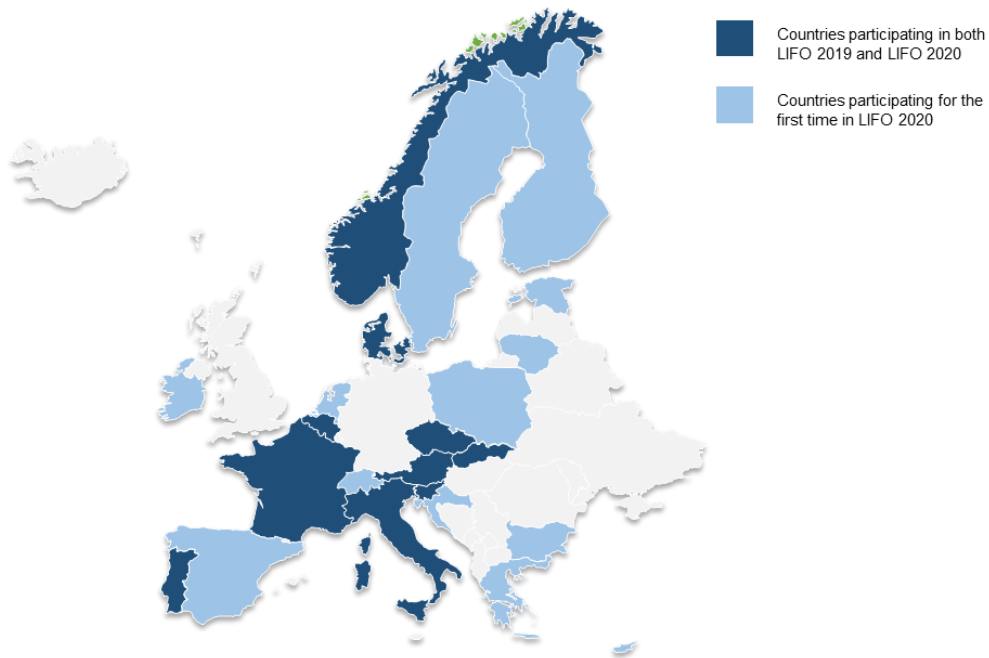 Countries participating in both
LIFO 2019 and LIFO 2020
Countries participating for the
first time in LIFO 2020